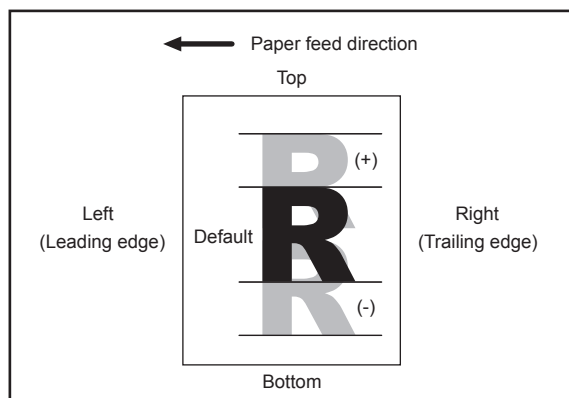 Paper feed direction
Top
R
(+)
Left
(Leading edge)
Default
R
Right
(Trailing edge)
R
(-)
Bottom